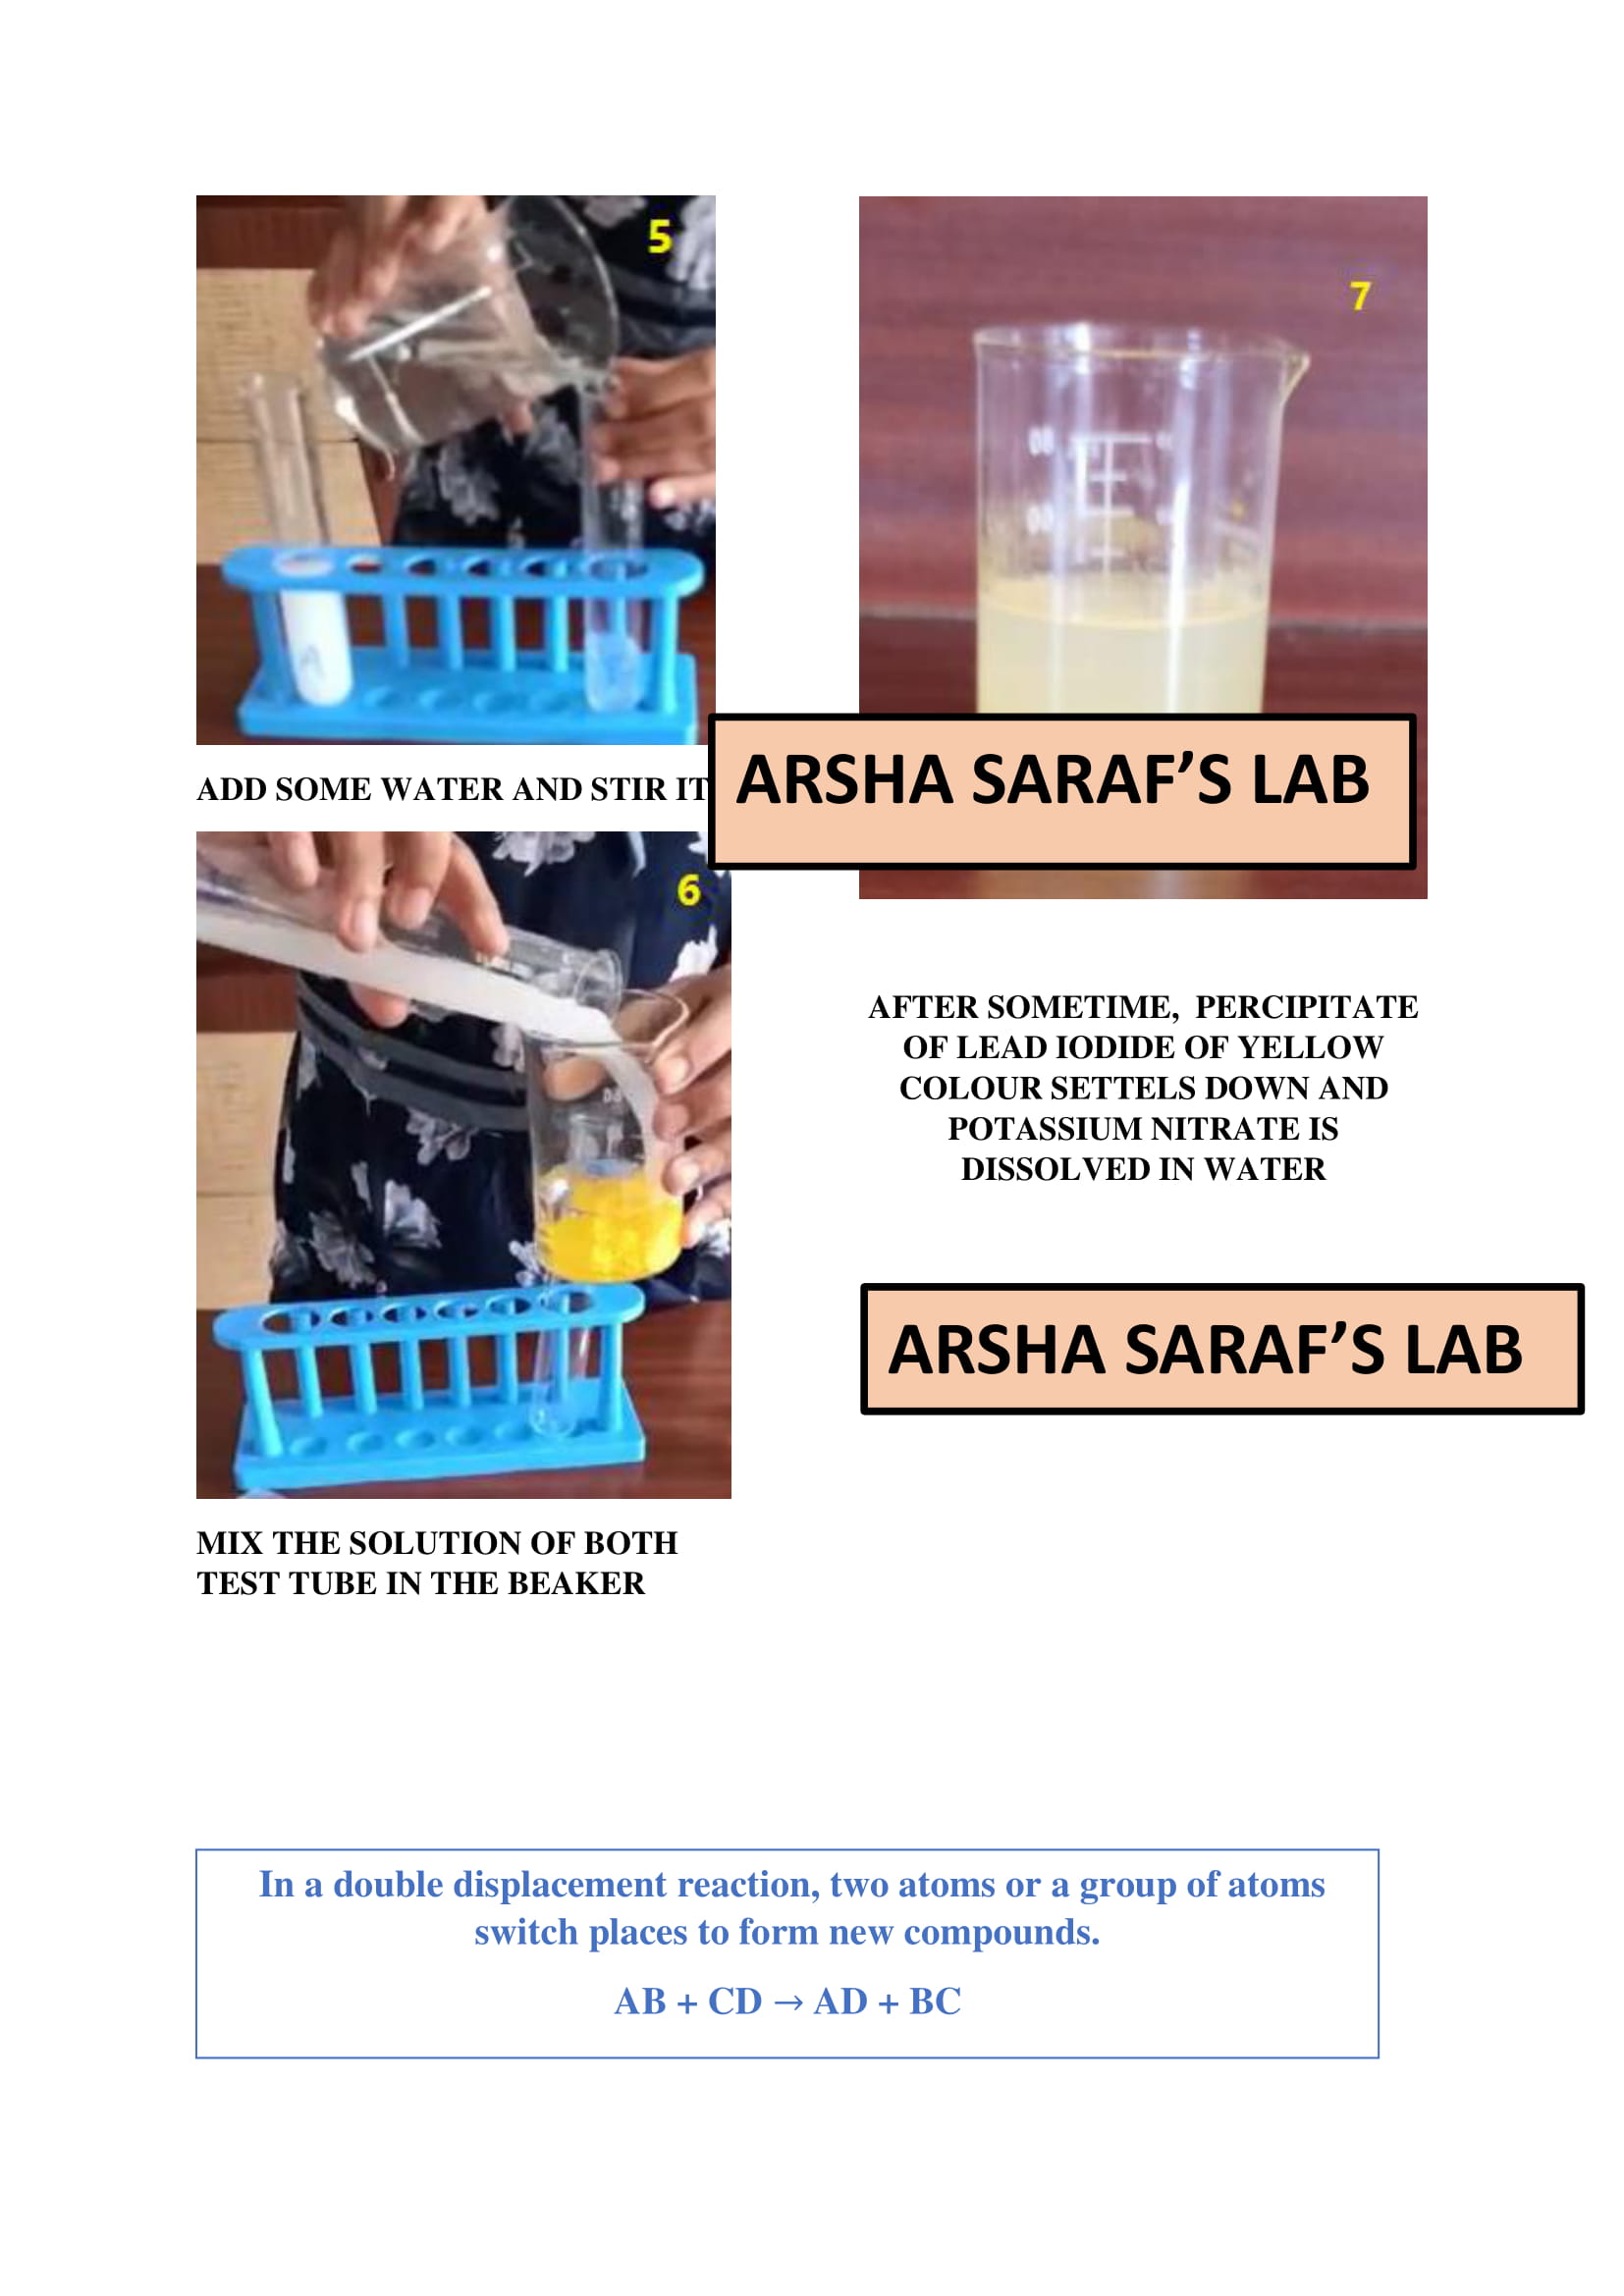 5
ADD SOME WATER AND STIR IT
6
MIX THE SOLUTION OF BOTH
TEST TUBE IN THE BEAKER
7
ARSHA SARAF’S LAB
AFTER SOMETIME, PERCIPITATE
OF LEAD IODIDE OF YELLOW
COLOUR SETTELS DOWN AND
POTASSIUM NITRATE IS
DISSOLVED IN WATER
ARSHA SARAF’S LAB
In a double displacement reaction, two atoms or a group of atoms
switch places to form new compounds.
AB + CD → AD + BC